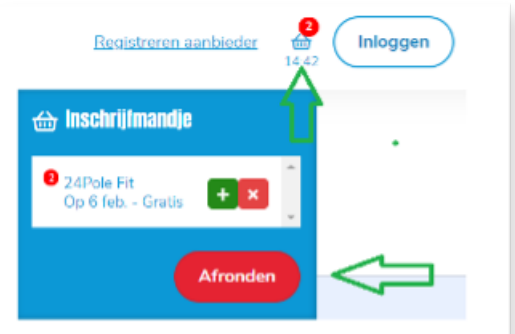 Registreren aanbieder
2
14:42
Inloggen
Inschrijfmandje
2
24Pole Fit
Op 6 feb. - Gratis
+ ×
Afronden